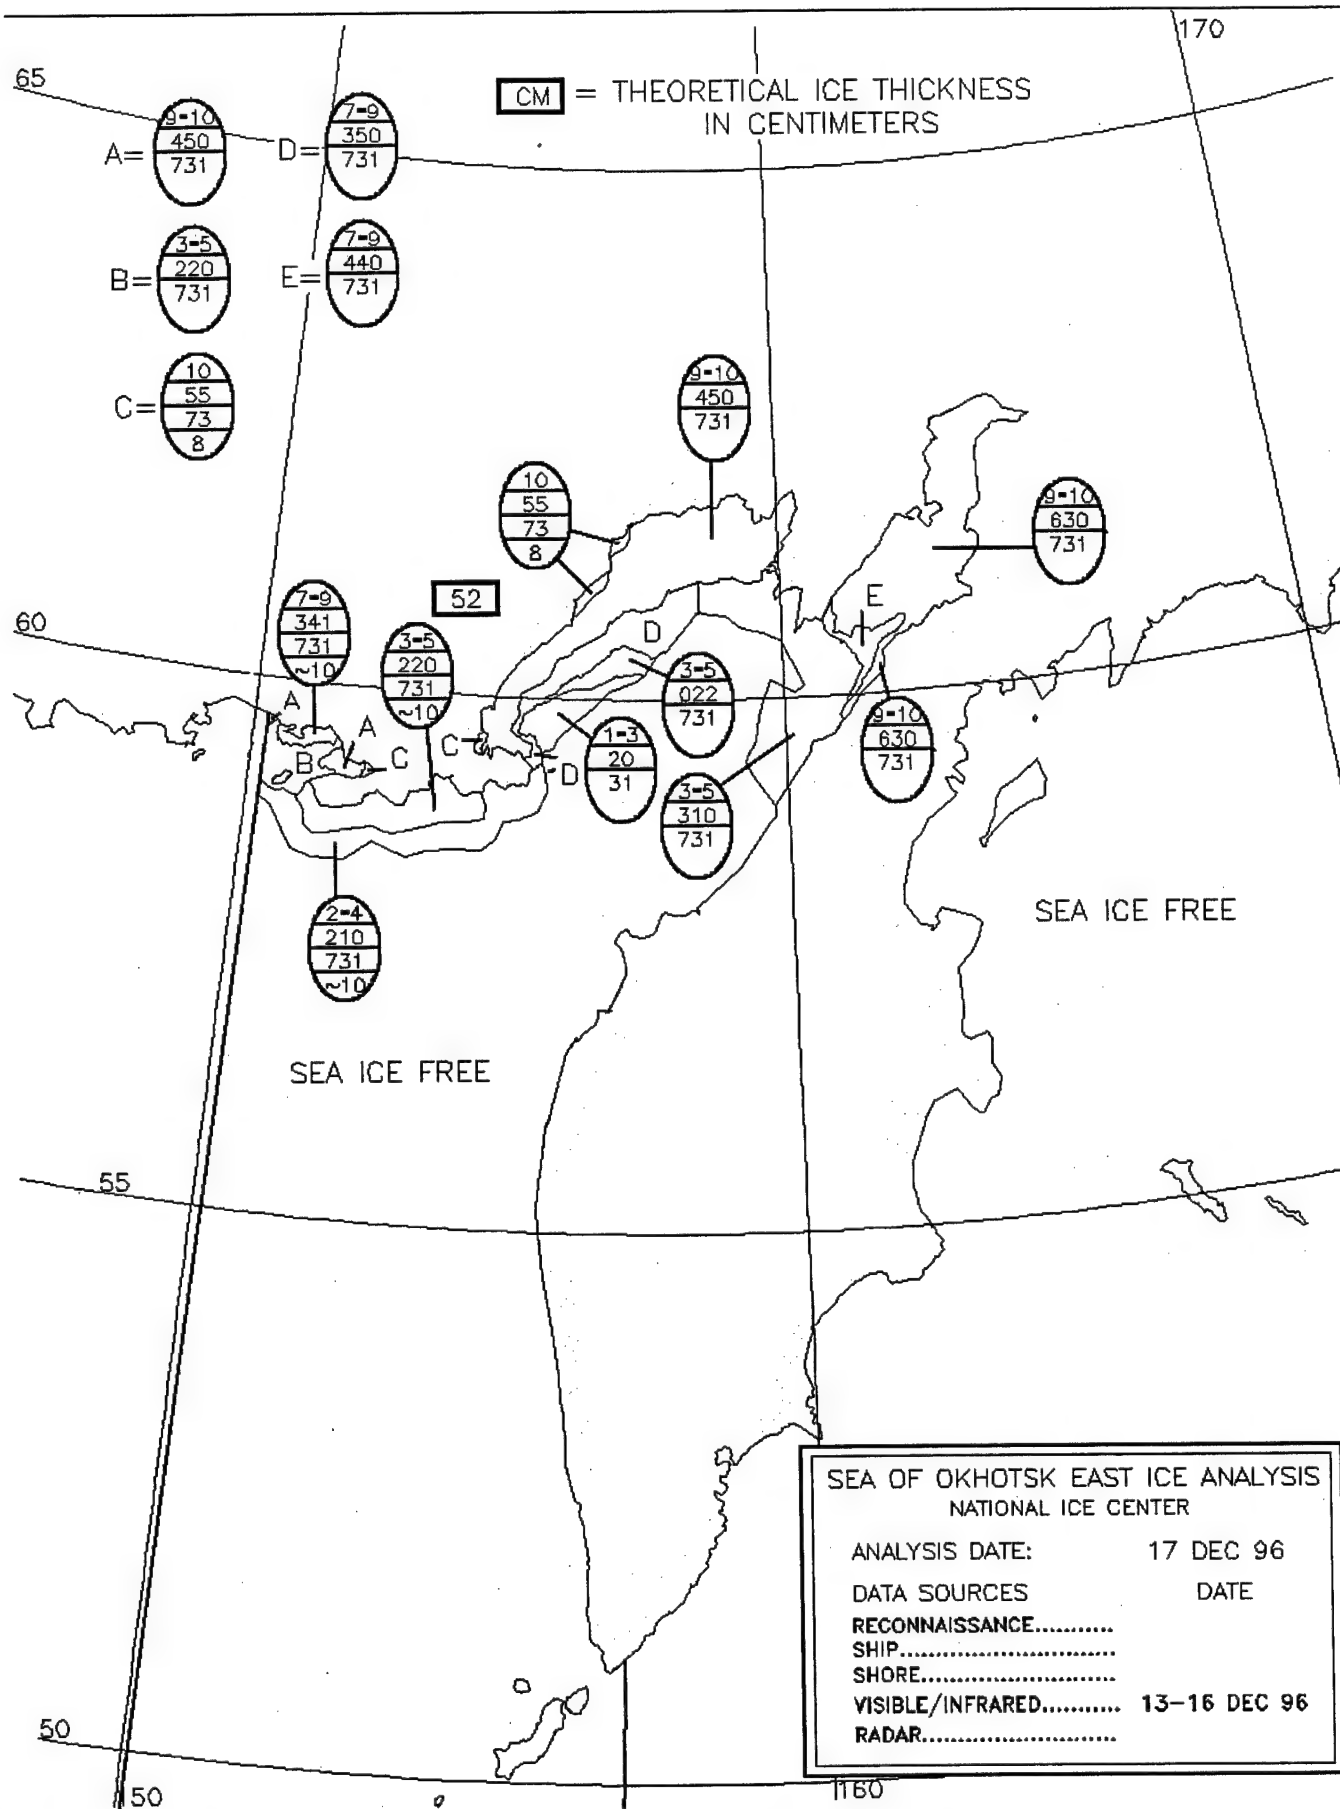 170
65
CM = THEORETICAL ICE THICKNESS
IN CENTIMETERS
A=
9-10
450
731
D=
7-9
350
731
B=
3-5
220
731
E=
7-9
440
731
C=
10
55
73
8
9-10
450
731
10
55
73
8
9-10
630
731
52
E
60
7-9
341
731
~10
3-5
220
731
~10
D
3-5
022
731
A
A
B
C
C
D
1-3
20
31
9-10
630
731
3-5
310
731
2-4
210
731
~10
SEA ICE FREE
SEA ICE FREE
55
SEA OF OKHOTSK EAST ICE ANALYSIS
NATIONAL ICE CENTER
ANALYSIS DATE: 17 DEC 96
DATA SOURCES DATE
RECONNAISSANCE...........
SHIP..............................
SHORE...........................
VISIBLE/INFRARED........... 13-16 DEC 96
RADAR...........................
50
50
160